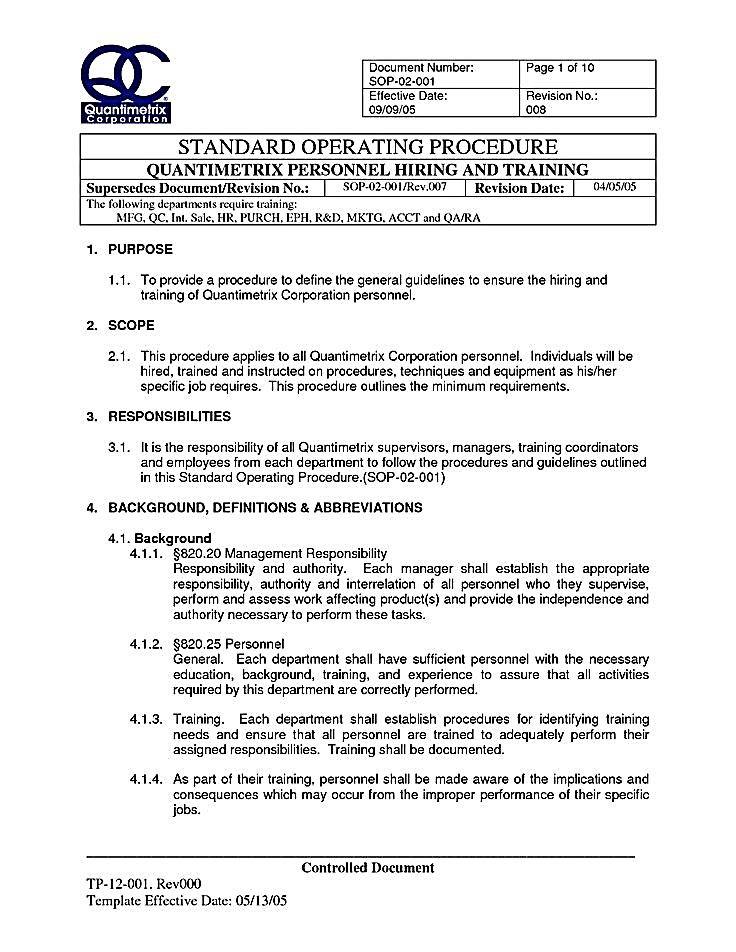 QC
Quantimetrix®
Corporation
Document Number:
SOP-02-001
Page 1 of 10
Effective Date:
09/09/05
Revision No.:
008
STANDARD OPERATING PROCEDURE
QUANTIMETRIX PERSONNEL HIRING AND TRAINING
Supersedes Document/Revision No.: SOP-02-001/Rev.007 Revision Date: 04/05/05
The following departments require training:
MFG, QC, Int. Sale, HR, PURCH, EPH, R&D, MKTG, ACCT and QA/RA
1. PURPOSE
1.1. To provide a procedure to define the general guidelines to ensure the hiring and
training of Quantimetrix Corporation personnel.
2. SCOPE
2.1. This procedure applies to all Quantimetrix Corporation personnel. Individuals will be
hired, trained and instructed on procedures, techniques and equipment as his/her
specific job requires. This procedure outlines the minimum requirements.
3. RESPONSIBILITIES
3.1. It is the responsibility of all Quantimetrix supervisors, managers, training coordinators
and employees from each department to follow the procedures and guidelines outlined
in this Standard Operating Procedure.(SOP-02-001)
4. BACKGROUND, DEFINITIONS & ABBREVIATIONS
4.1. Background
4.1.1. §820.20 Management Responsibility
Responsibility and authority. Each manager shall establish the appropriate
responsibility, authority and interrelation of all personnel who they supervise,
perform and assess work affecting product(s) and provide the independence and
authority necessary to perform these tasks.
4.1.2. §820.25 Personnel
General. Each department shall have sufficient personnel with the necessary
education, background, training, and experience to assure that all activities
required by this department are correctly performed.
4.1.3. Training. Each department shall establish procedures for identifying training
needs and ensure that all personnel are trained to adequately perform their
assigned responsibilities. Training shall be documented.
4.1.4. As part of their training, personnel shall be made aware of the implications and
consequences which may occur from the improper performance of their specific
jobs.
Controlled Document
TP-12-001, Rev000
Template Effective Date: 05/13/05